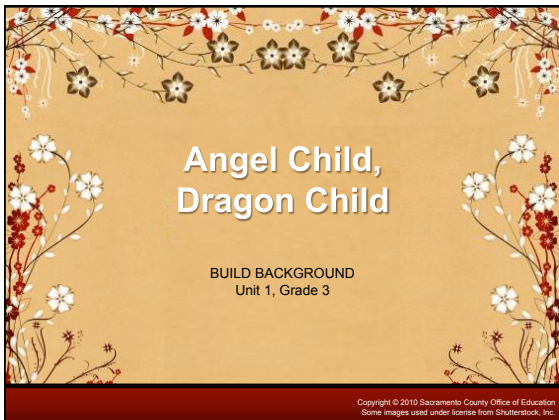 Angel Child,
Dragon Child
BUILD BACKGROUND
Unit 1, Grade 3
Copyright © 2010 Sacramento County Office of Education
Some images used under license from Shutterstock, Inc.